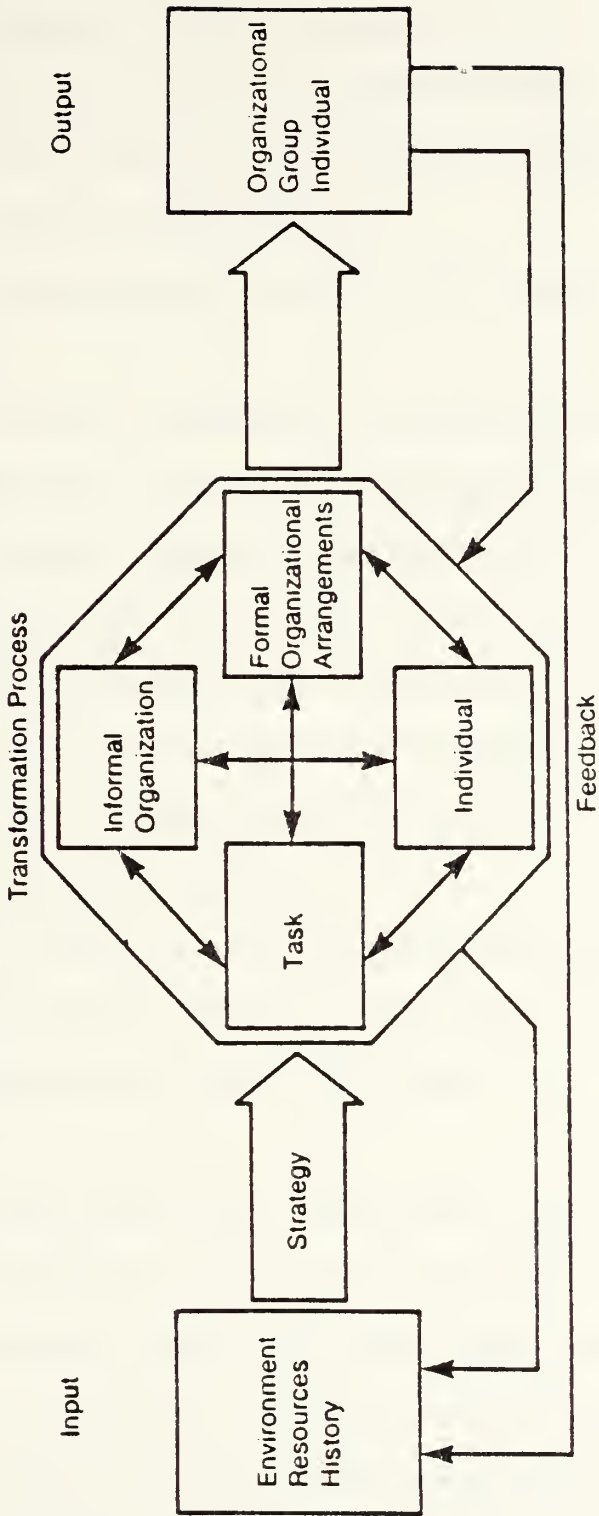 Input
Transformation Process
Output
Environment
Resources
History
Strategy
Task
Informal
Organization
Formal
Organizational
Arrangements
Individual
Organizational
Group
Individual
Feedback